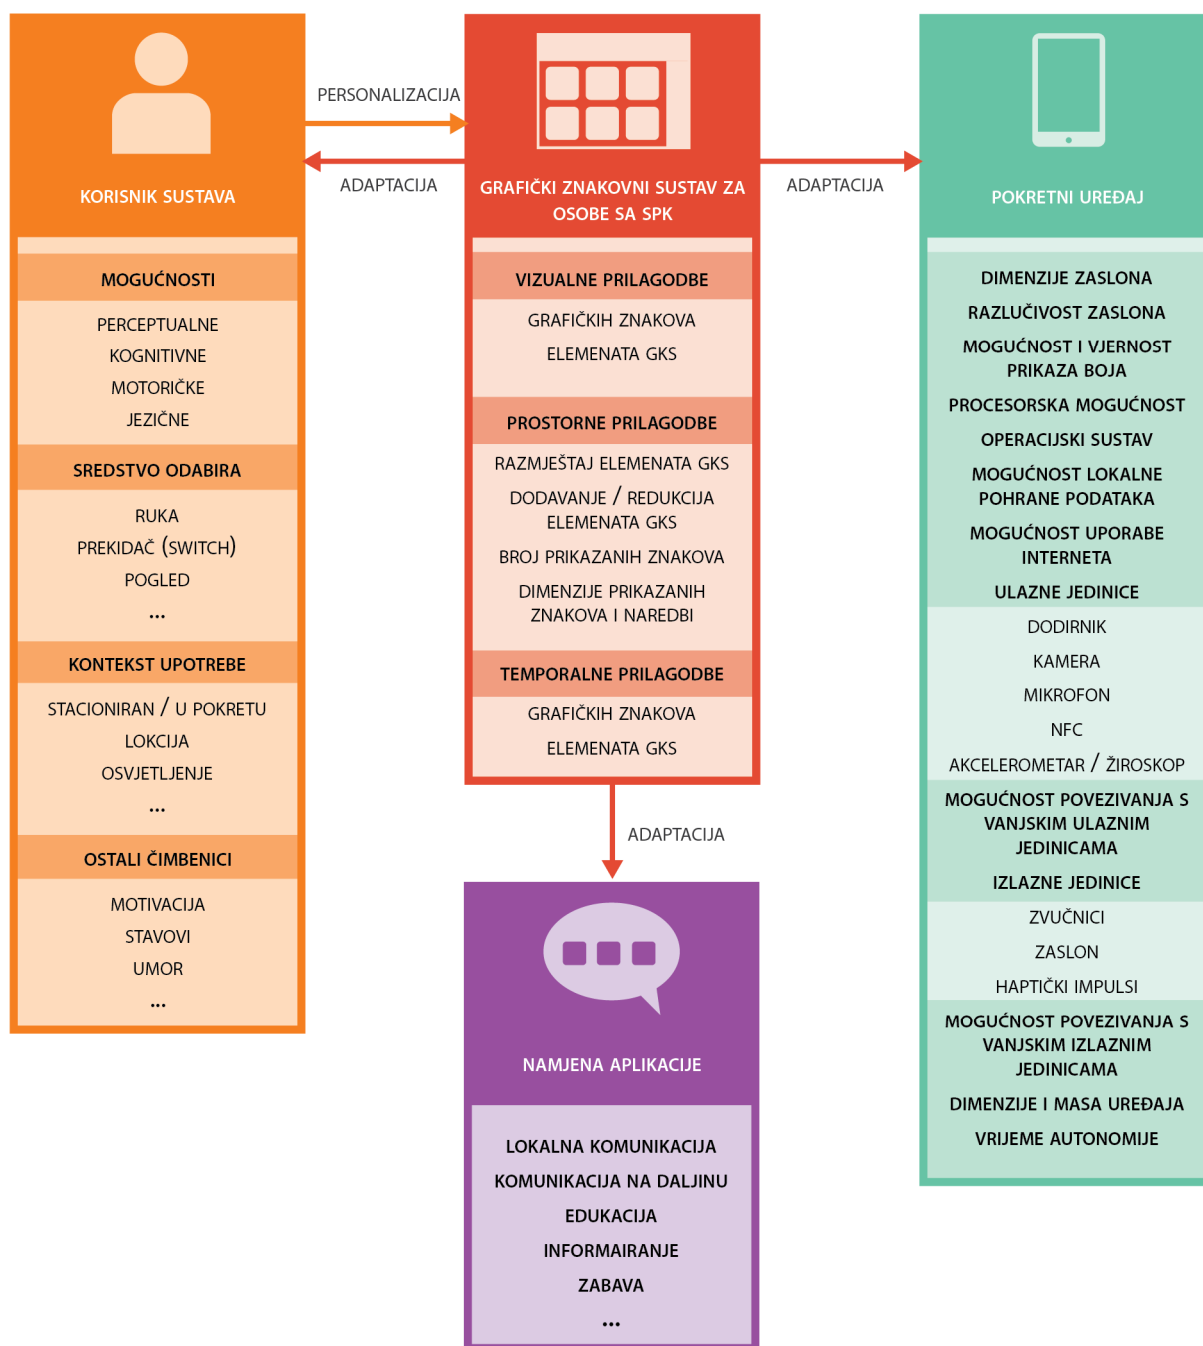 PERSONALIZACIJA
ADAPTACIJA
ADAPTACIJA
KORISNIK SUSTAVA
MOGUĆNOSTI
PERCEPTUALNE
KOGNITIVNE
MOTORIČKE
JEZIČNE
SREDSTVO ODABIRA
RUKA
PREKIDAČ (SWITCH)
POGLED
...
KONTEKST UPOTREBE
STACIONIRAN / U POKRETU
LOKCIJA
OSVJETLJENJE
...
OSTALI ČIMBENICI
MOTIVACIJA
STAVOVI
UMOR
...
GRAFIČKI ZNAKOVNI SUSTAV ZA
OSOBE SA SPK
VIZUALNE PRILAGODBE
GRAFIČKIH ZNAKOVA
ELEMENATA GKS
PROSTORNE PRILAGODBE
RAZMJEŠTAJ ELEMENATA GKS
DODAVANJE / REDUKCIJA
ELEMENATA GKS
BROJ PRIKAZANIH ZNAKOVA
DIMENZIJE PRIKAZANIH
ZNAKOVA I NAREDBI
TEMPORALNE PRILAGODBE
GRAFIČKIH ZNAKOVA
ELEMENATA GKS
ADAPTACIJA
NAMJENA APLIKACIJE
LOKALNA KOMUNIKACIJA
KOMUNIKACIJA NA DALJINU
EDUKACIJA
INFORMAIRANJE
ZABAVA
...
POKRETNI UREĐAJ
DIMENZIJE ZASLONA
RAZLUČIVOST ZASLONA
MOGUĆNOST I VJERNOST
PRIKAZA BOJA
PROCESORSKA MOGUĆNOST
OPERACIJSKI SUSTAV
MOGUĆNOST LOKALNE
POHRANE PODATAKA
MOGUĆNOST UPORABE
INTERNETA
ULAZNE JEDINICE
DODIRNIK
KAMERA
MIKROFON
NFC
AKCELEROMETAR / ŽIROSKOP
MOGUĆNOST POVEZIVANJA S
VANJSKIM ULAZNIM
JEDINICAMA
IZLAZNE JEDINICE
ZVUČNICI
ZASLON
HAPTIČKI IMPULSI
MOGUĆNOST POVEZIVANJA S
VANJSKIM IZLAZNIM
JEDINICAMA
DIMENZIJE I MASA UREĐAJA
VRIJEME AUTONOMIJE